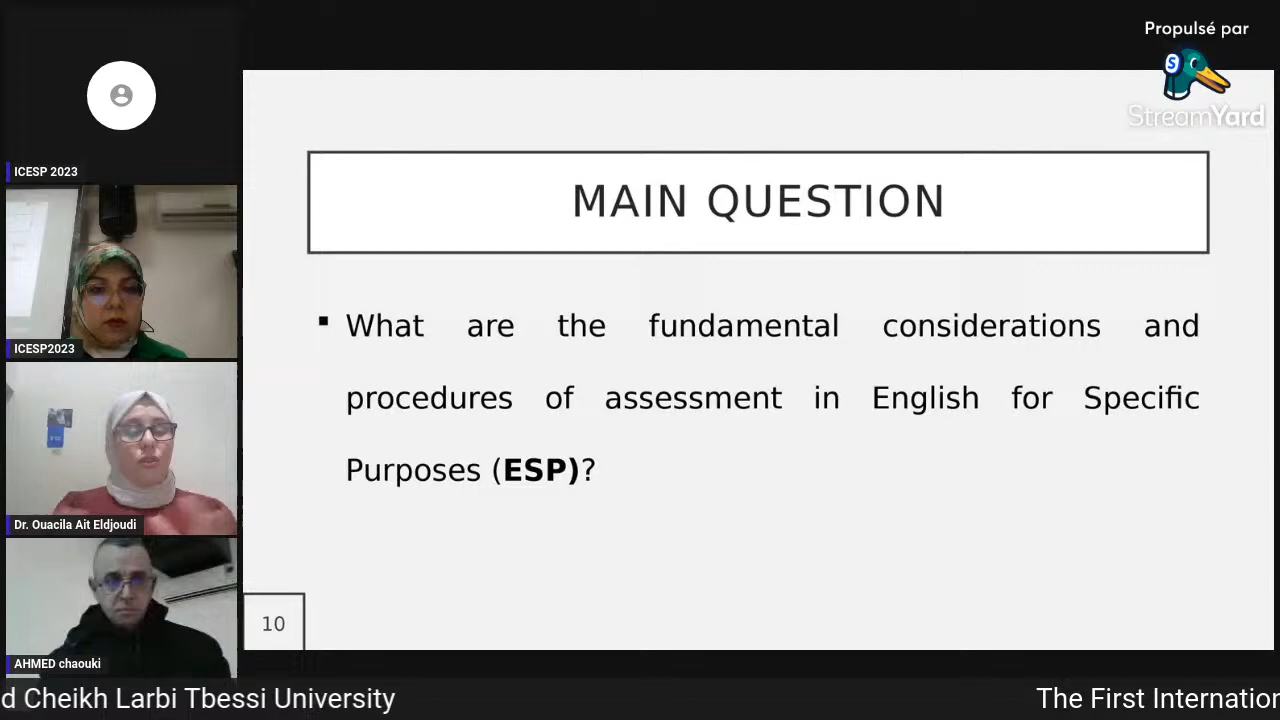 Propulsé par
StreamYard
ICESP 2023
ICESP2023
Dr. Ouacila Ait Eldjoudi
AHMED chaouki
MAIN QUESTION
What are the fundamental considerations and
procedures of assessment in English for Specific
Purposes (ESP)?
10
d Cheikh Larbi Tbessi University
The First Internation